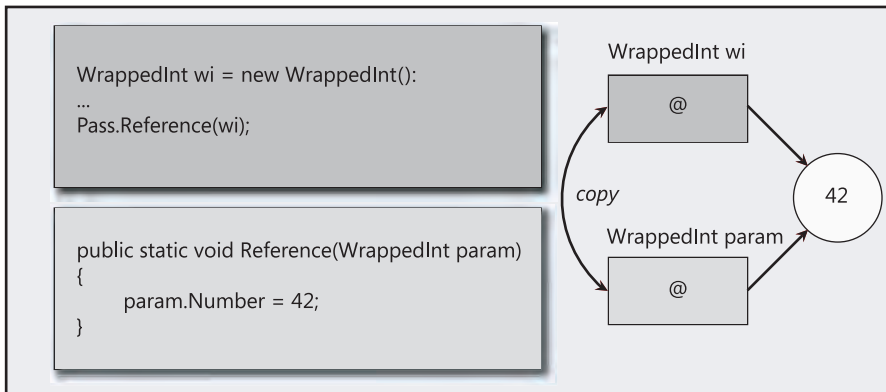 WrappedInt wi = new WrappedInt():
...
Pass.Reference(wi);
public static void Reference(WrappedInt param)
{
param.Number = 42;
}
WrappedInt wi
@
copy
42
WrappedInt param
@